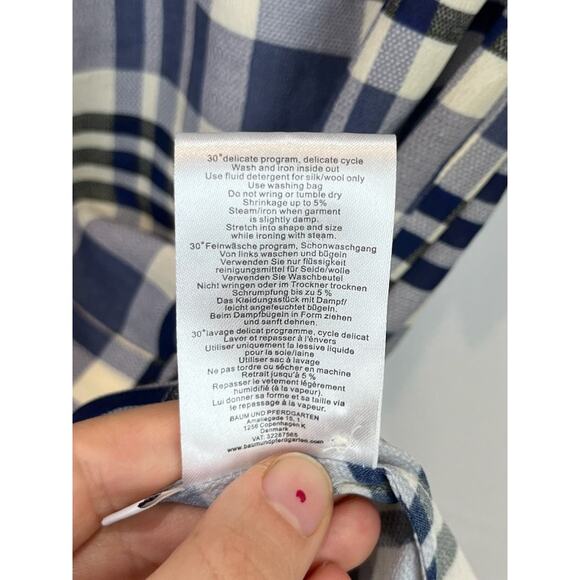 30° delicate program, delicate cycle
Wash and iron inside out
Use fluid detergent for silk/wool only
Use washing bag
Do not wring or tumble dry
Shrinkage up to 5%
Steam/iron when garment
is slightly damp.
Stretch into shape and size
while ironing with steam.
30° Feinwäsche program, Schonwaschgang
Von links waschen und bügeln
Verwenden Sie nur flüssigkeit
reinigungsmittel für Seide/wolle
Verwenden Sie Waschbeutel
Nicht wringen oder im Trockner trocknen
Schrumpfung bis zu 5 %
Das Kleidungsstück mit Dampf/
leicht angefeuchtet bügeln.
Beim Dampfbügeln in Form ziehen
und sanft dehnen.
30° lavage delicat programme, cycle delicat
Laver et repasser à l'énvers
Utiliser uniquement la lessive liquide
pour la soie/laine
Utiliser sac à lavage
Ne pas tordre ou sécher en machine
Retrait jusqu'à 5 %
Repasser le vetement légèrement
humidifié (à la vapeur).
Lui donner sa forme et sa taille via
le repassage à la vapeur.
BAUM UND PFERDGARTEN
Amaliegade 15, 1
1256 Copenhagen K
Denmark
VAT: 32287565
www.baumundpferdgarten.com